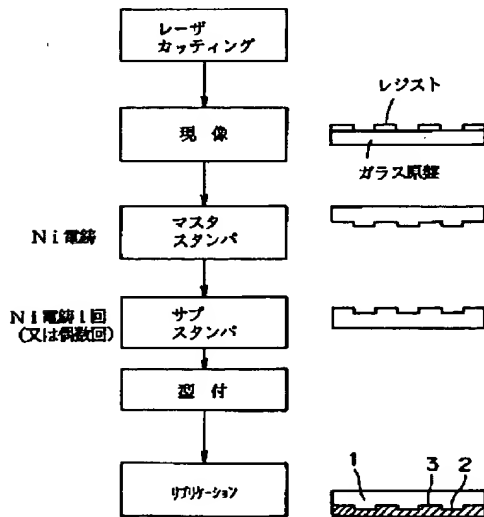 レーザ
カッティング
現 像
レジスト
ガラス原盤
Ni電鋳
マスタ
スタンパ
Ni電鋳1回
(又は偶数回)
サブ
スタンパ
型 付
リプリケーション
1
3
2